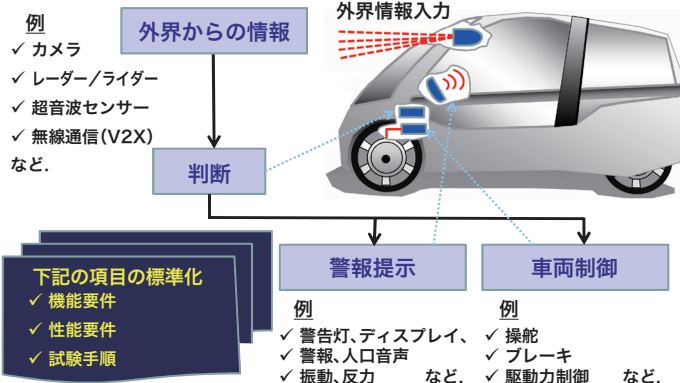 例
✓ カメラ
✓ レーダー／ライダー
✓ 超音波センサー
✓ 無線通信(V2X)
など.
外界からの情報
外界情報入力
判断
下記の項目の標準化
✓ 機能要件
✓ 性能要件
✓ 試験手順
警報提示
例
✓ 警告灯、ディスプレイ、
✓ 警報、人口音声
✓ 振動、反力 など.
車両制御
例
✓ 操舵
✓ ブレーキ
✓ 駆動力制御 など.